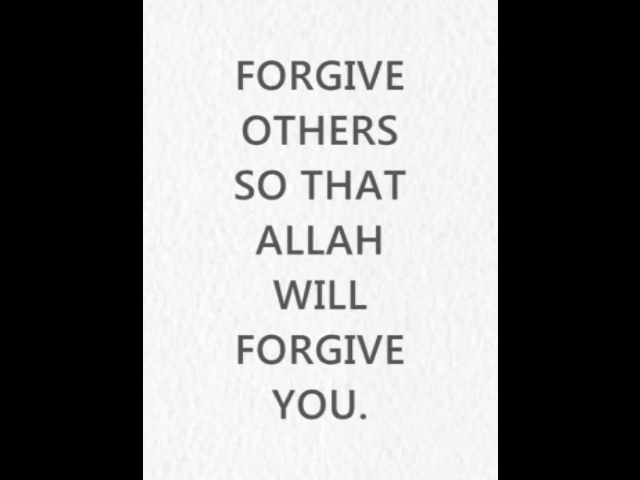 FORGIVE
OTHERS
SO THAT
ALLAH
WILL
FORGIVE
YOU.